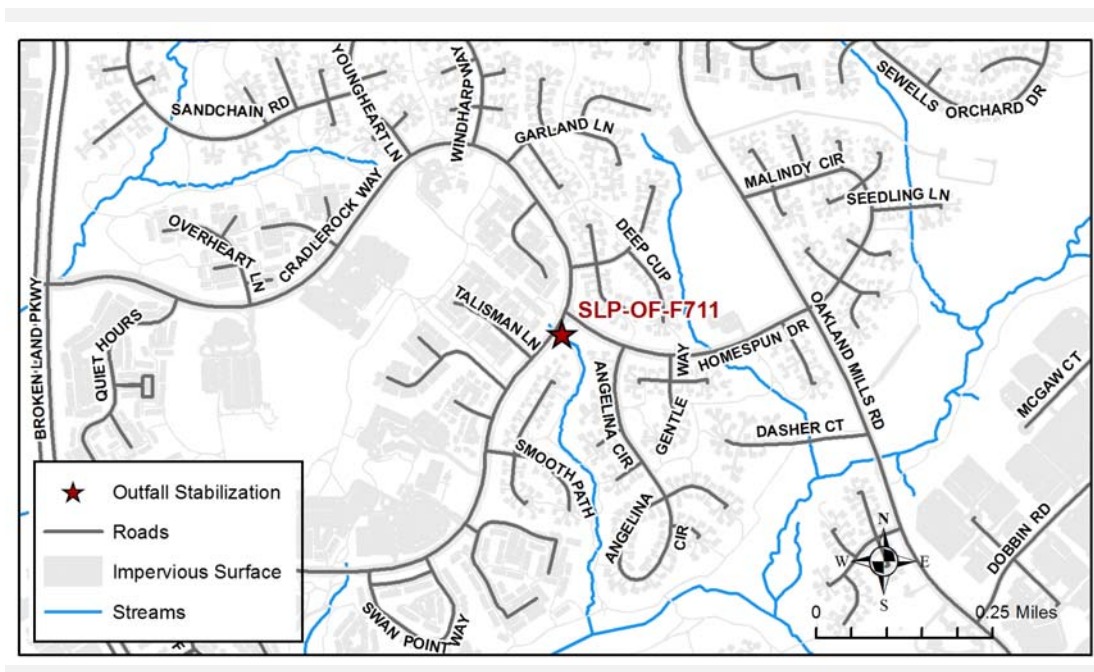 YOUNGHEART LN
WINDHARP WAY
SEWELLS
ORCHARD DR
SANDCHAIN RD
GARLAND LN
MALINDY CIR
SEEDLING LN
OVERHEART LN
CRADLEROCK WAY
DEEP CUP
BROKEN LAND PKWY
QUIET HOURS
TALISMAN LN
SLP-OF-F711
OAKLAND MILLS RD
HOMESPUN DR
MCGAW CT
ANGELINA CIR
GENTLE WAY
DASHER CT
SMOOTH PATH
ANGELINA CIR
DOBBIN RD
SWAN POINT WAY
F
Outfall Stabilization
Roads
Impervious Surface
Streams
N
W E
S
0 0.25 Miles